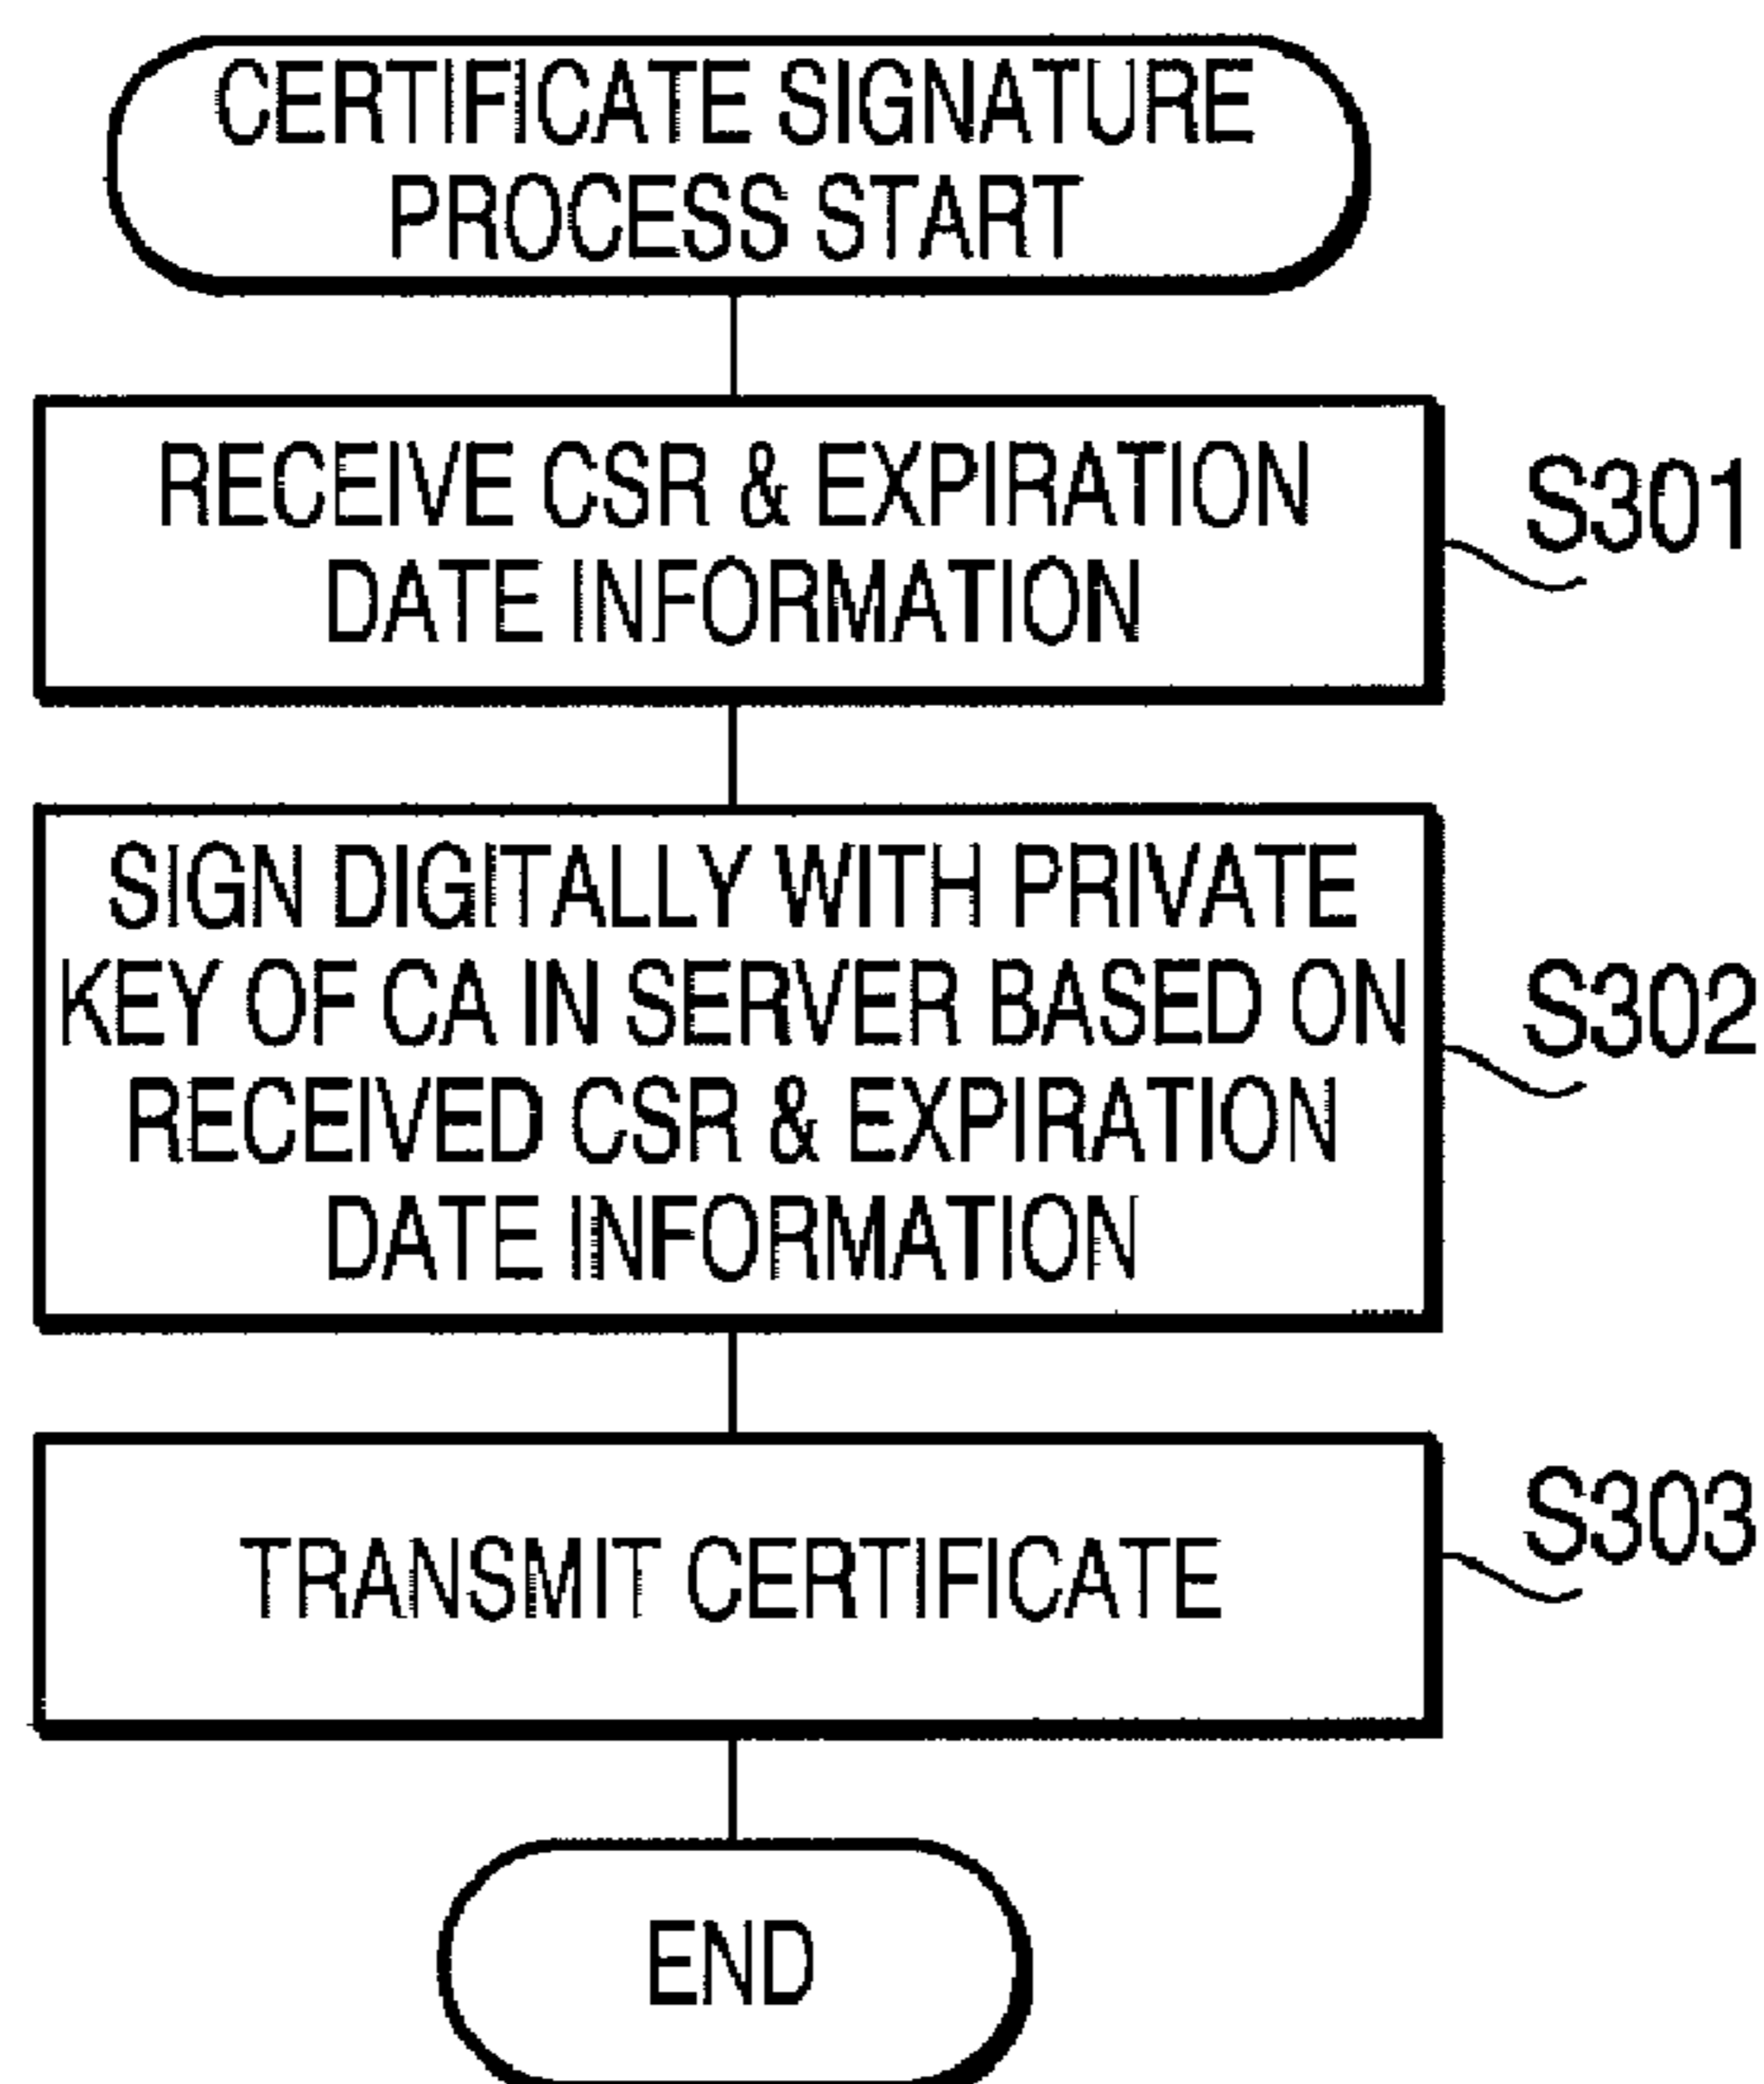 CERTIFICATE SIGNATURE
PROCESS START
RECEIVE CSR & EXPIRATION
DATE INFORMATION
S301
SIGN DIGITALLY WITH PRIVATE
KEY OF CA IN SERVER BASED ON
RECEIVED CSR & EXPIRATION
DATE INFORMATION
S302
TRANSMIT CERTIFICATE
S303
END